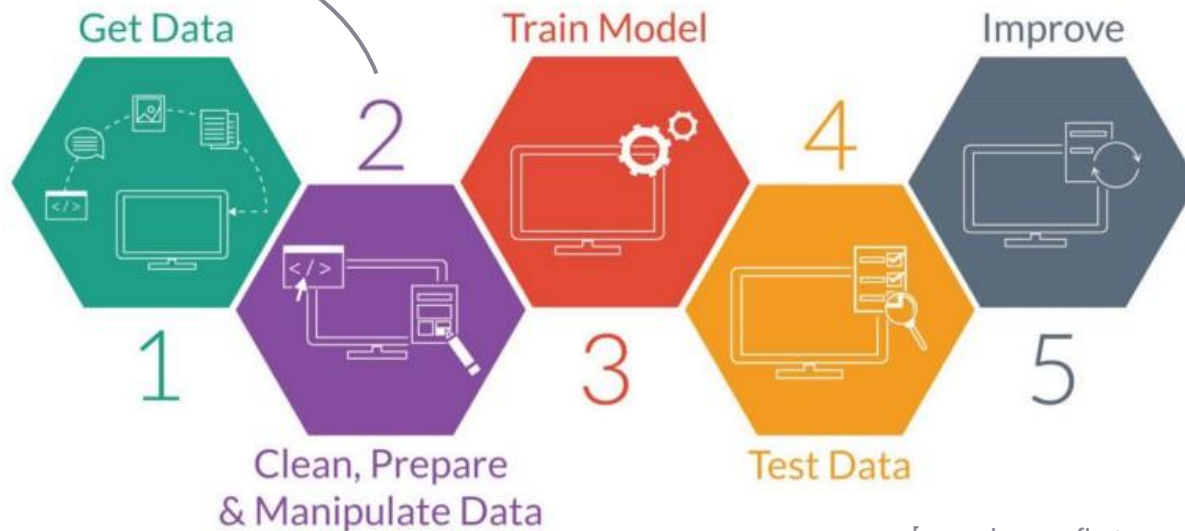 Get Data
1
2
Clean, Prepare
& Manipulate Data
Train Model
3
4
Test Data
Improve
5
</>
</>